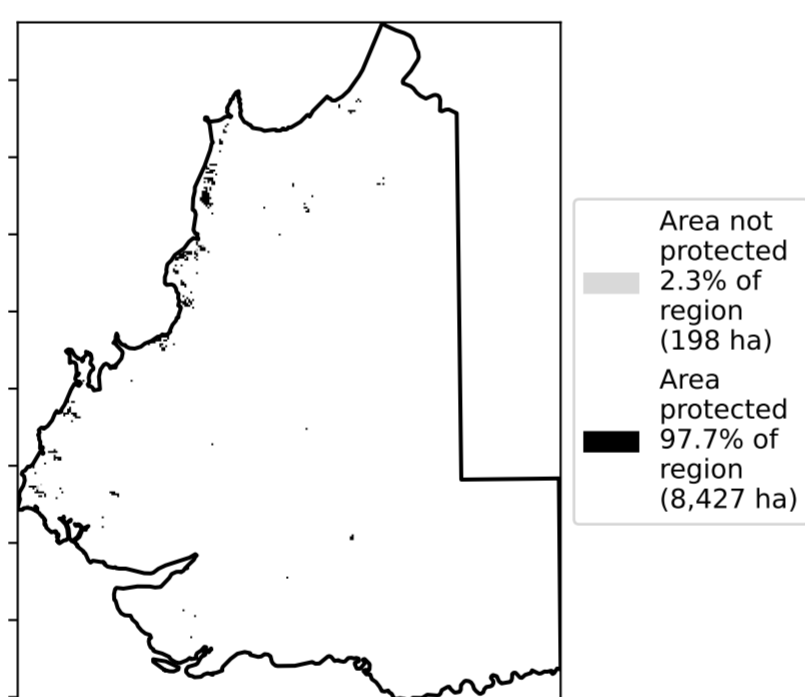 Area not
protected
2.3% of
region
(198 ha)
Area
protected
97.7% of
region
(8,427 ha)